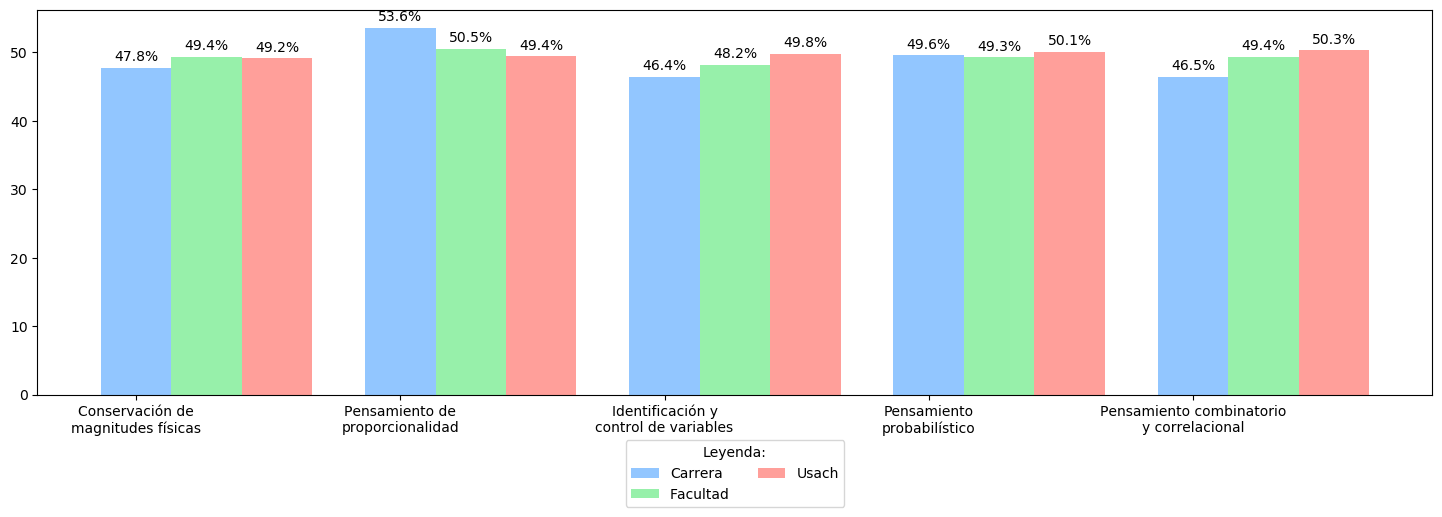 53.6%
50.5%
49.4%
47.8%
49.4%
49.2%
46.4%
48.2%
49.8%
49.6%
49.3%
50.1%
46.5%
49.4%
50.3%
50
40
30
20
10
0
Conservación de
magnitudes físicas
Pensamiento de
proporcionalidad
Identificación y
control de variables
Pensamiento
probabilístico
Pensamiento combinatorio
y correlacional
Leyenda:
Carrera
Facultad
Usach